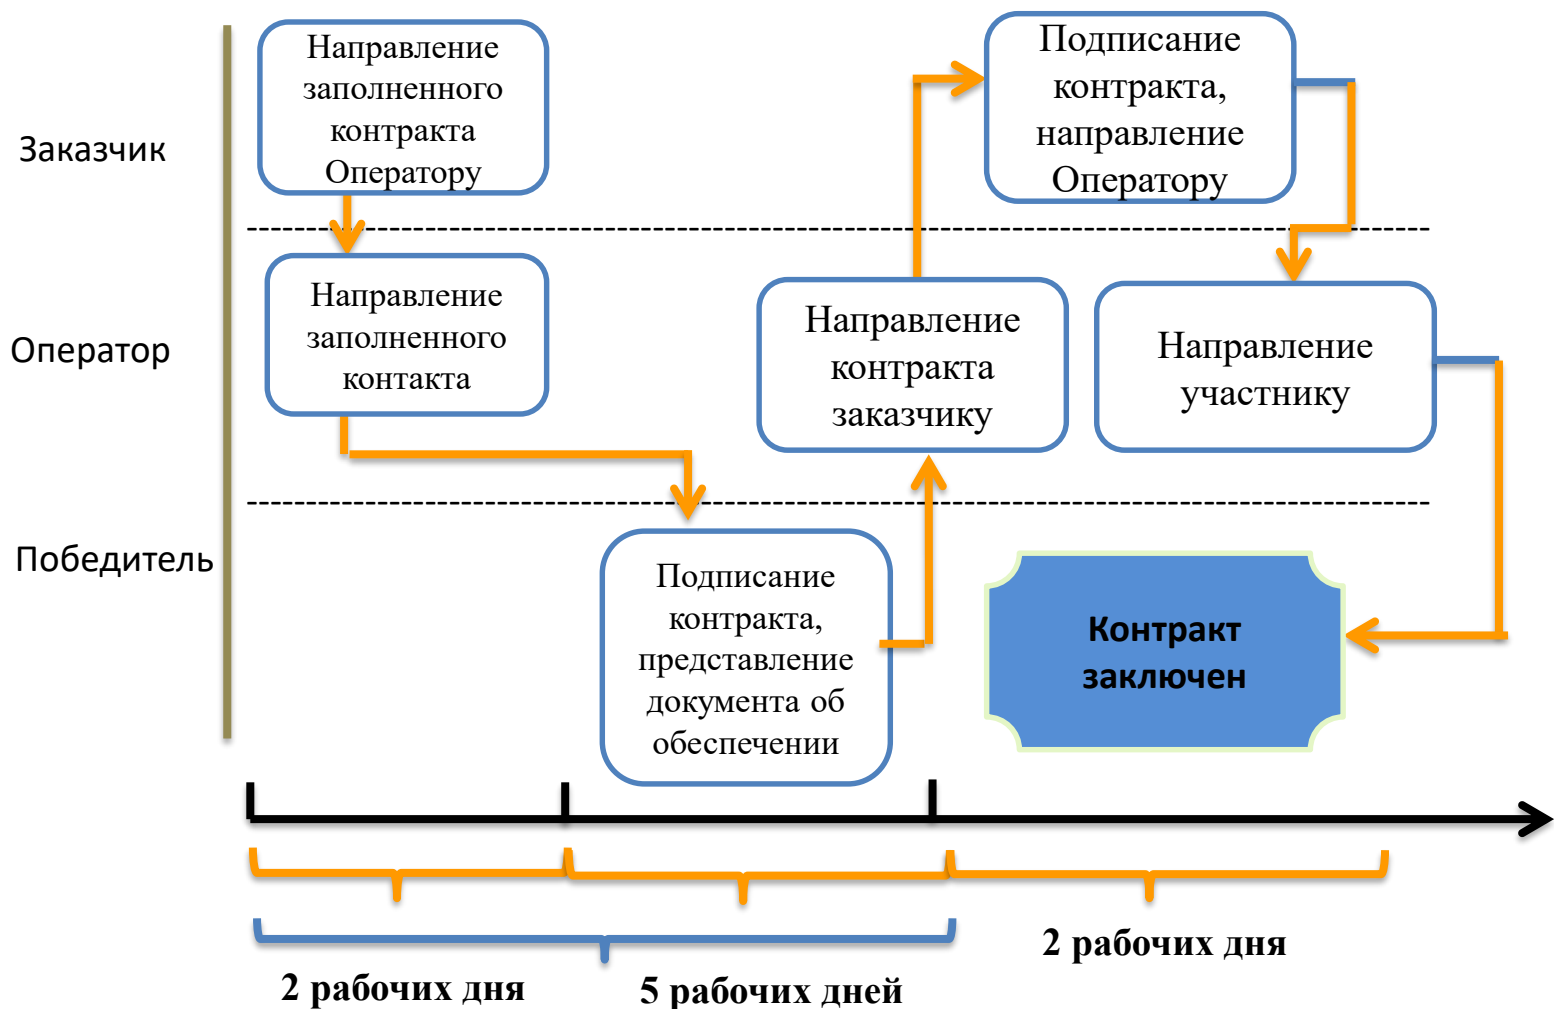 Заказчик
Направление
заполненного
контракта
Оператору
Подписание
контракта,
направление
Оператору
Оператор
Направление
заполненного
контакта
Направление
контракта
заказчику
Направление
участнику
Победитель
Подписание
контракта,
представление
документа об
обеспечении
Контракт
заключен
2 рабочих дня
5 рабочих дней
2 рабочих дня